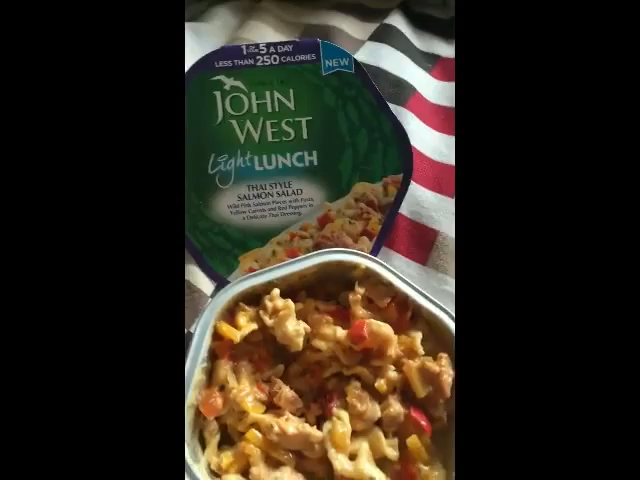 1 OF YOUR 5 A DAY
LESS THAN 250 CALORIES
NEW
JOHN
WEST
Light LUNCH
THAI STYLE
SALMON SALAD
Wild Pink Salmon Pieces with Pasta,
Yellow Carrots and Red Peppers in
a Delicate Thai Dressing